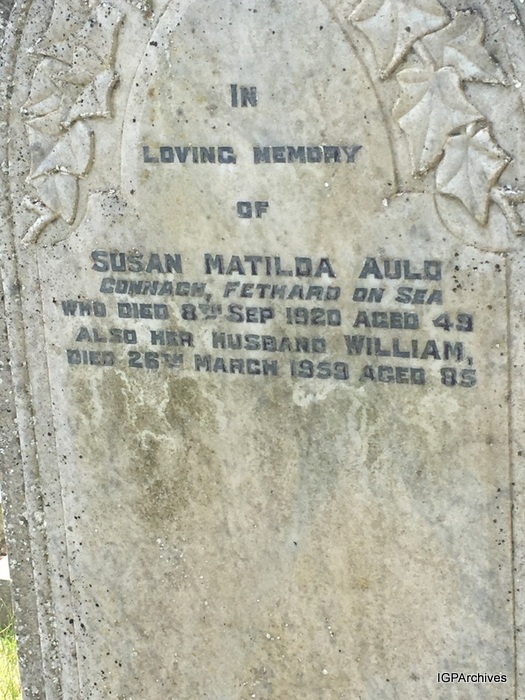 IN
LOVING MEMORY
OF
SUSAN MATILDA AULD
CONNAGH, FETHARD ON SEA
WHO DIED 8TH SEP 1920 AGED 49
ALSO HER HUSBAND WILLIAM,
DIED 26TH MARCH 1959 AGED 85
IGPArchives